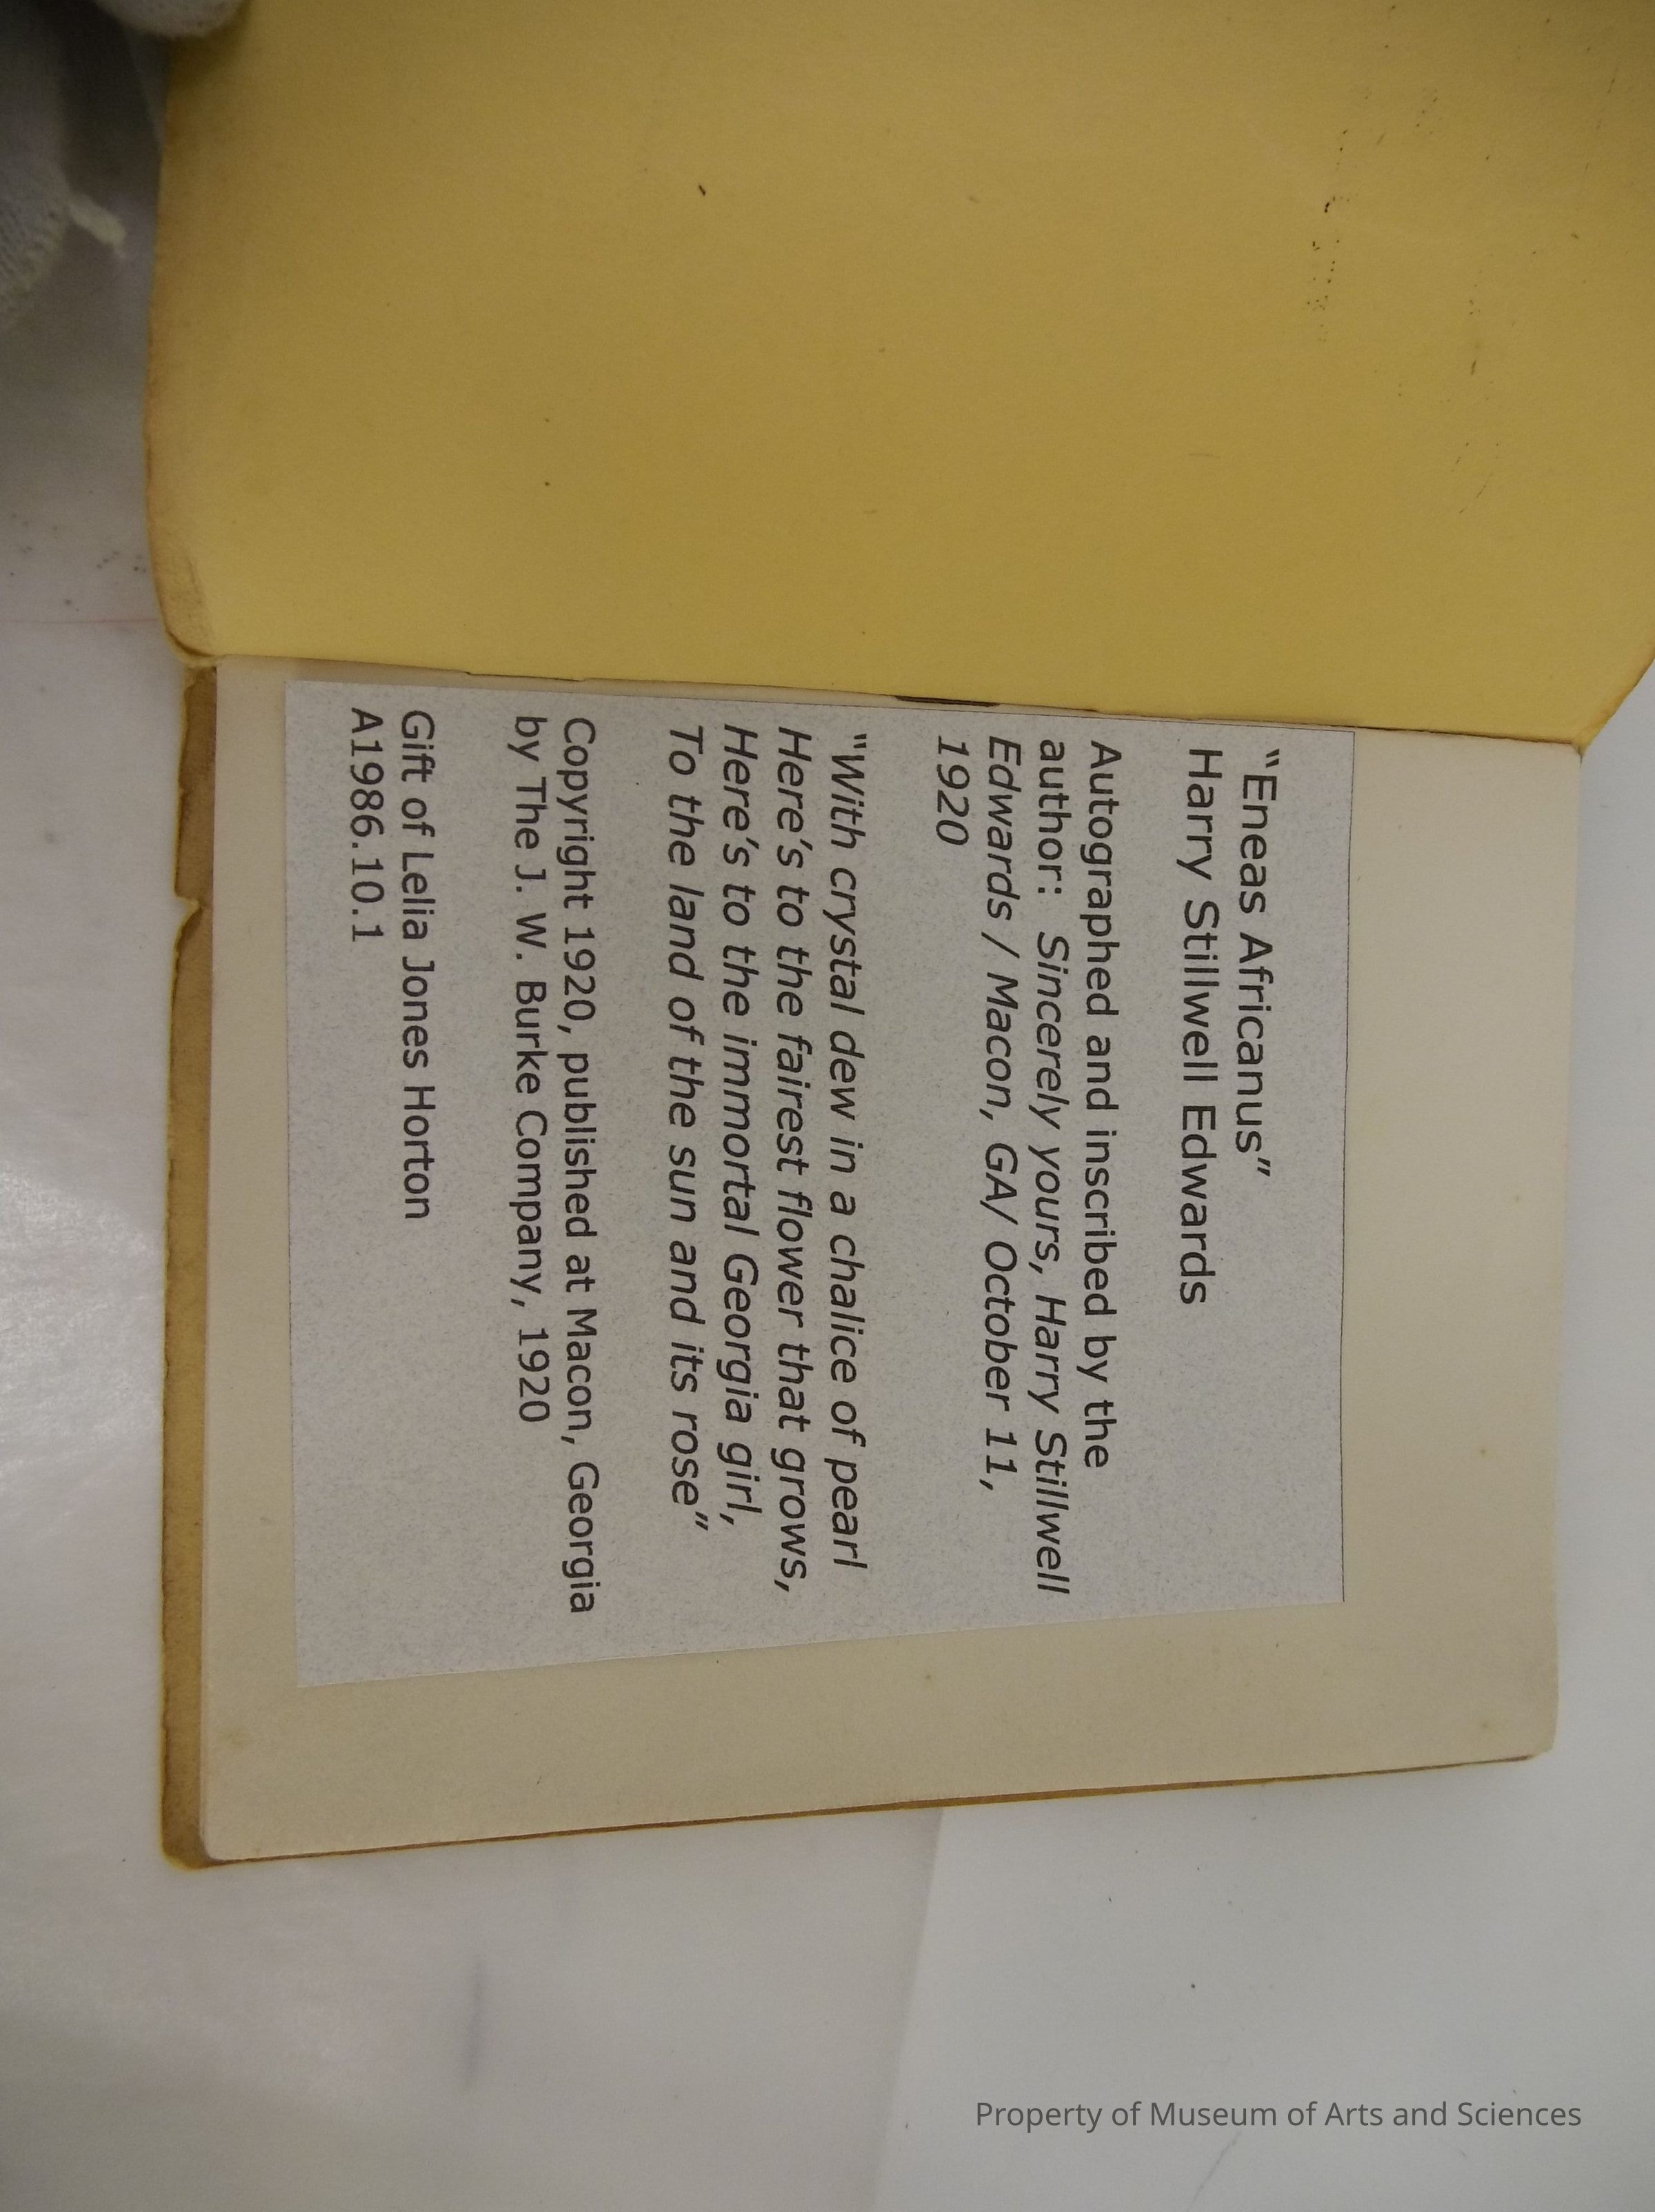 “Eneas Africanus”
Harry Stillwell Edwards
Autographed and inscribed by the
author:  Sincerely yours, Harry Stillwell
Edwards / Macon, GA/ October 11,
1920
“With crystal dew in a chalice of pearl
Here’s to the fairest flower that grows,
Here’s to the immortal Georgia girl,
To the land of the sun and its rose”
Copyright 1920, published at Macon, Georgia
by The J. W. Burke Company, 1920
Gift of Lelia Jones Horton
A1986.10.1
Property of Museum of Arts and Sciences